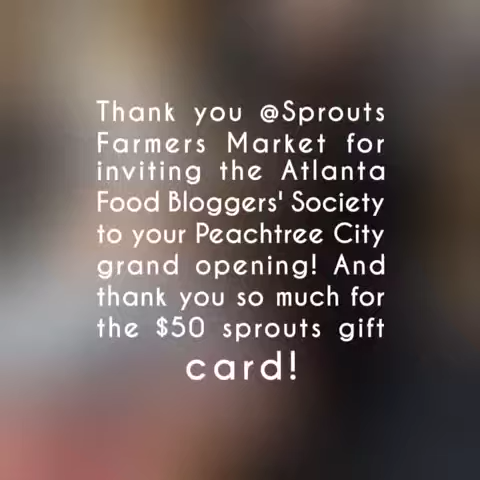 Thank you @Sprouts
Farmers Market for
inviting the Atlanta
Food Bloggers' Society
to your Peachtree City
grand opening! And
thank you so much for
the $50 sprouts gift
card!